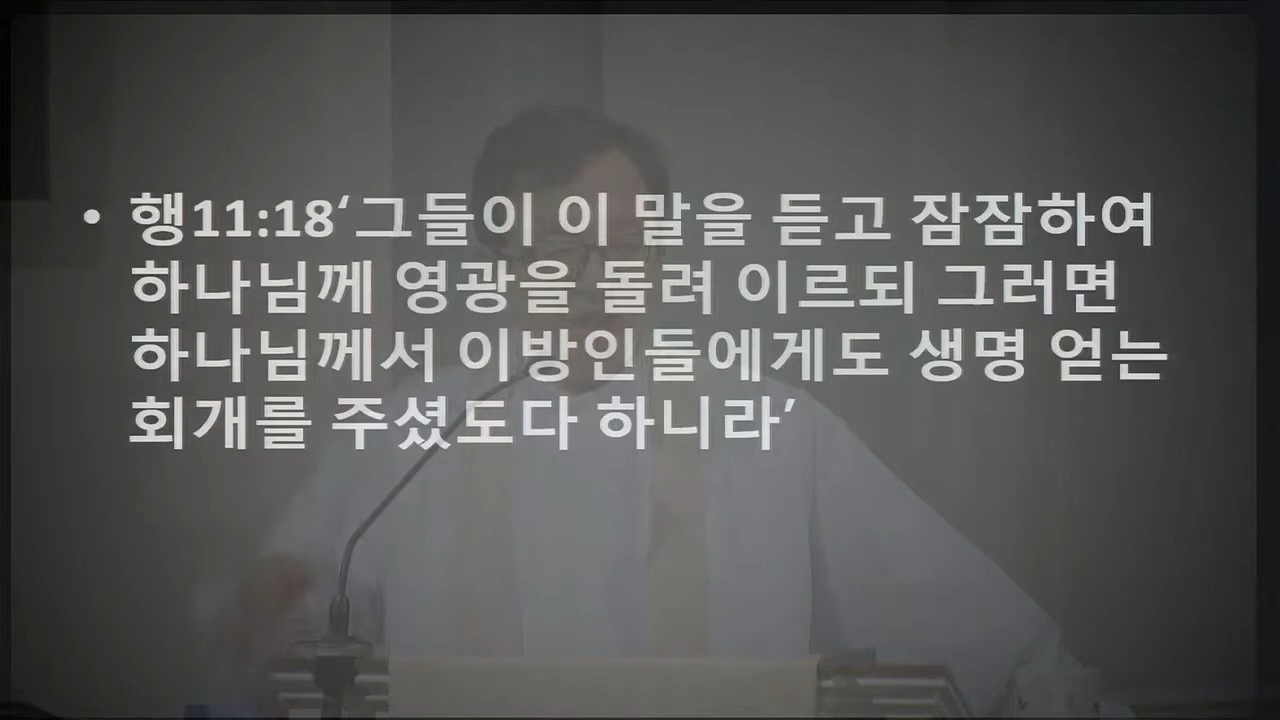 • 행11:18‘그들이 이 말을 듣고 잠잠하여
하나님께 영광을 돌려 이르되 그러면
하나님께서 이방인들에게도 생명 얻는
회개를 주셨도다 하니라’